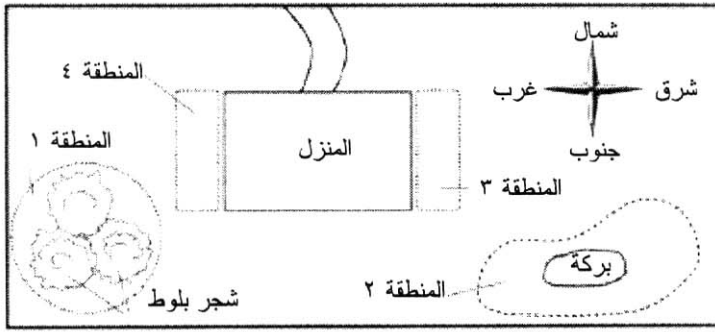 شمال
شرق
غرب
جنوب
المنطقة ٤
المنطقة ١
المنزل
المنطقة ٣
بركة
المنطقة ٢
شجر بلوط